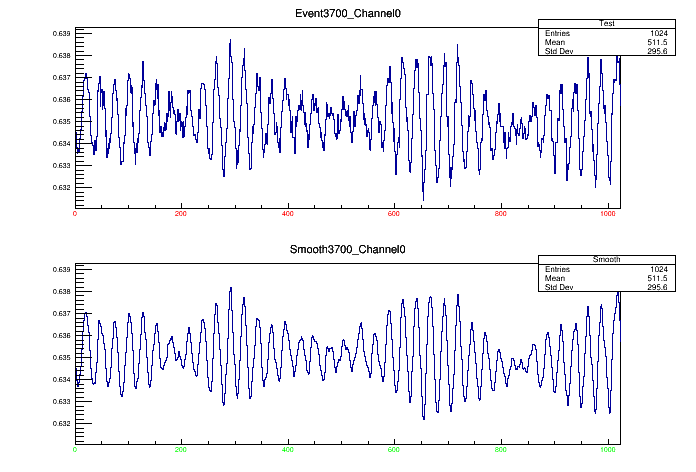 Event3700_Channel0
Test
Entries 1024
Mean 511.5
Std Dev 295.6
0.639
0.638
0.637
0.636
0.635
0.634
0.633
0.632
0 200 400 600 800 1000
Smooth3700_Channel0
Smooth
Entries 1024
Mean 511.5
Std Dev 295.6
0.639
0.638
0.637
0.636
0.635
0.634
0.633
0.632
0 200 400 600 800 1000